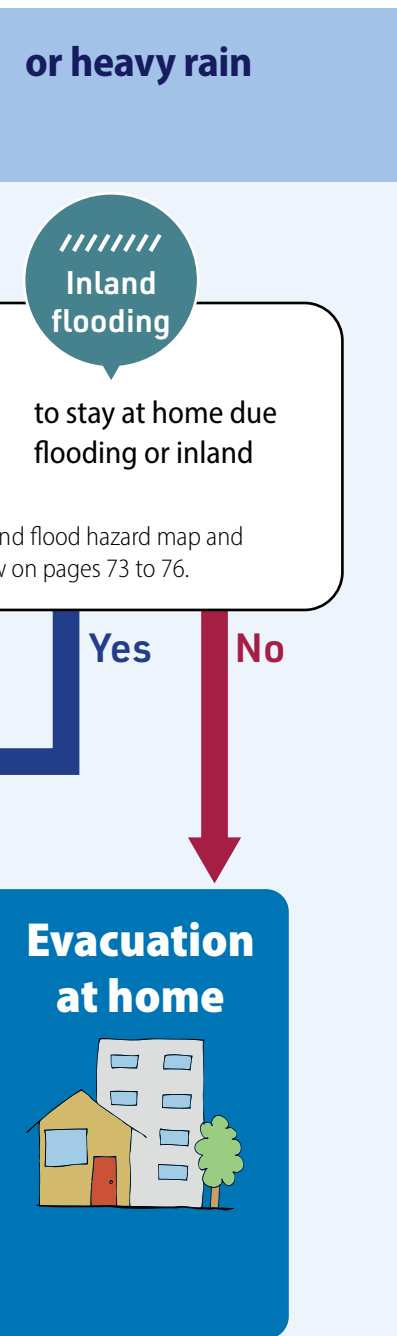 or heavy rain
Inland
flooding
to stay at home due
flooding or inland
nd flood hazard map and
on pages 73 to 76.
Yes
No
Evacuation
at home